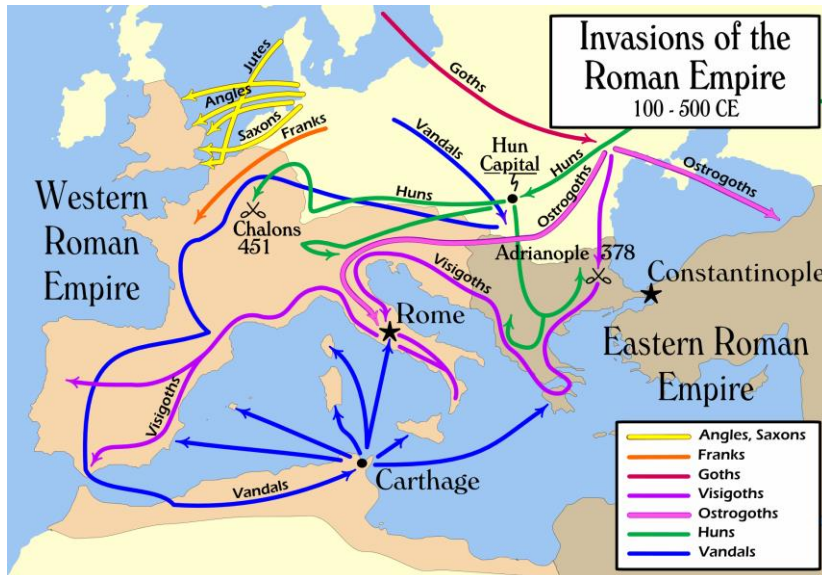 Invasions of the
Roman Empire
100 - 500 CE
Jutes
Angles
Saxons
Franks
Goths
Vandals
Hun
Capital
Huns
Huns
Ostrogoths
Ostrogoths
Western
Roman
Empire
Chalons
451
Adrianople 378
Visigoths
Constantinople
Rome
Eastern Roman
Empire
Visigoths
Carthage
Vandals
Angles, Saxons
Franks
Goths
Visigoths
Ostrogoths
Huns
Vandals